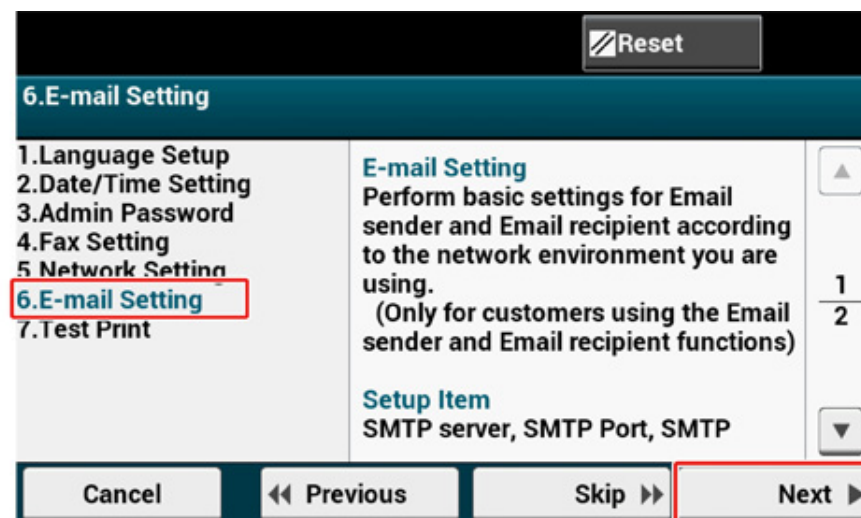 Reset
6.E-mail Setting
1.Language Setup
2.Date/Time Setting
3.Admin Password
4.Fax Setting
5.Network Setting
6.E-mail Setting
7.Test Print
E-mail Setting
Perform basic settings for Email
sender and Email recipient according
to the network environment you are
using.
(Only for customers using the Email
sender and Email recipient functions)
Setup Item
SMTP server, SMTP Port, SMTP
1
2
Cancel
Previous
Skip
Next